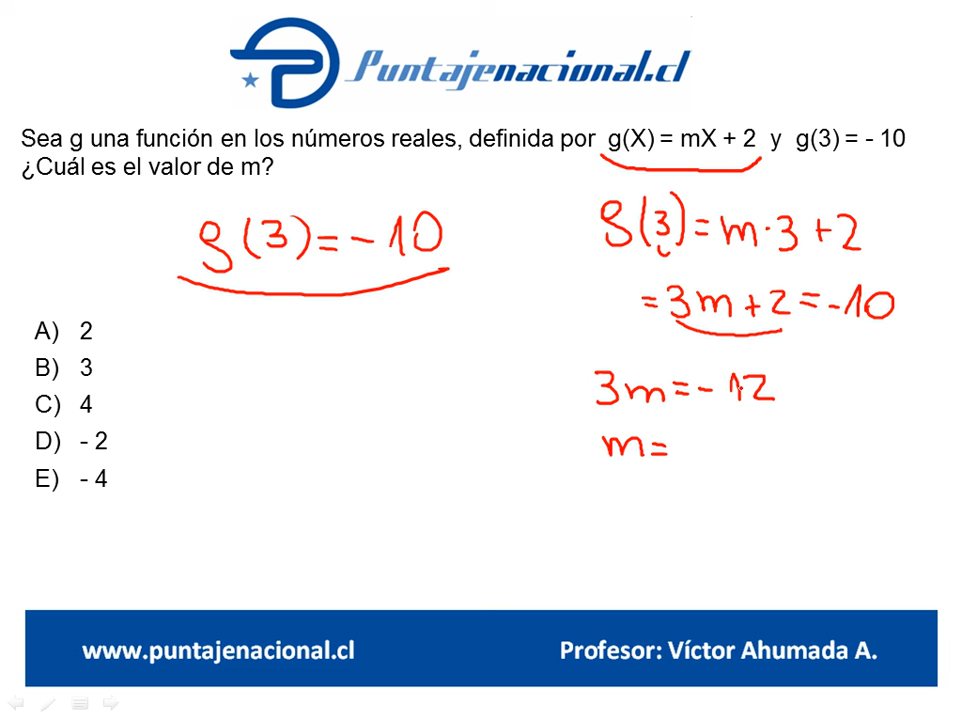 Puntajenacional.cl
Sea g una función en los números reales, definida por g(X) = mX + 2 y g(3) = - 10
¿Cuál es el valor de m?
g(3) = - 10
g(3) = m · 3 + 2
= 3m + 2 = -10
3m = - 12
m =
A) 2
B) 3
C) 4
D) - 2
E) - 4
www.puntajenacional.cl
Profesor: Víctor Ahumada A.